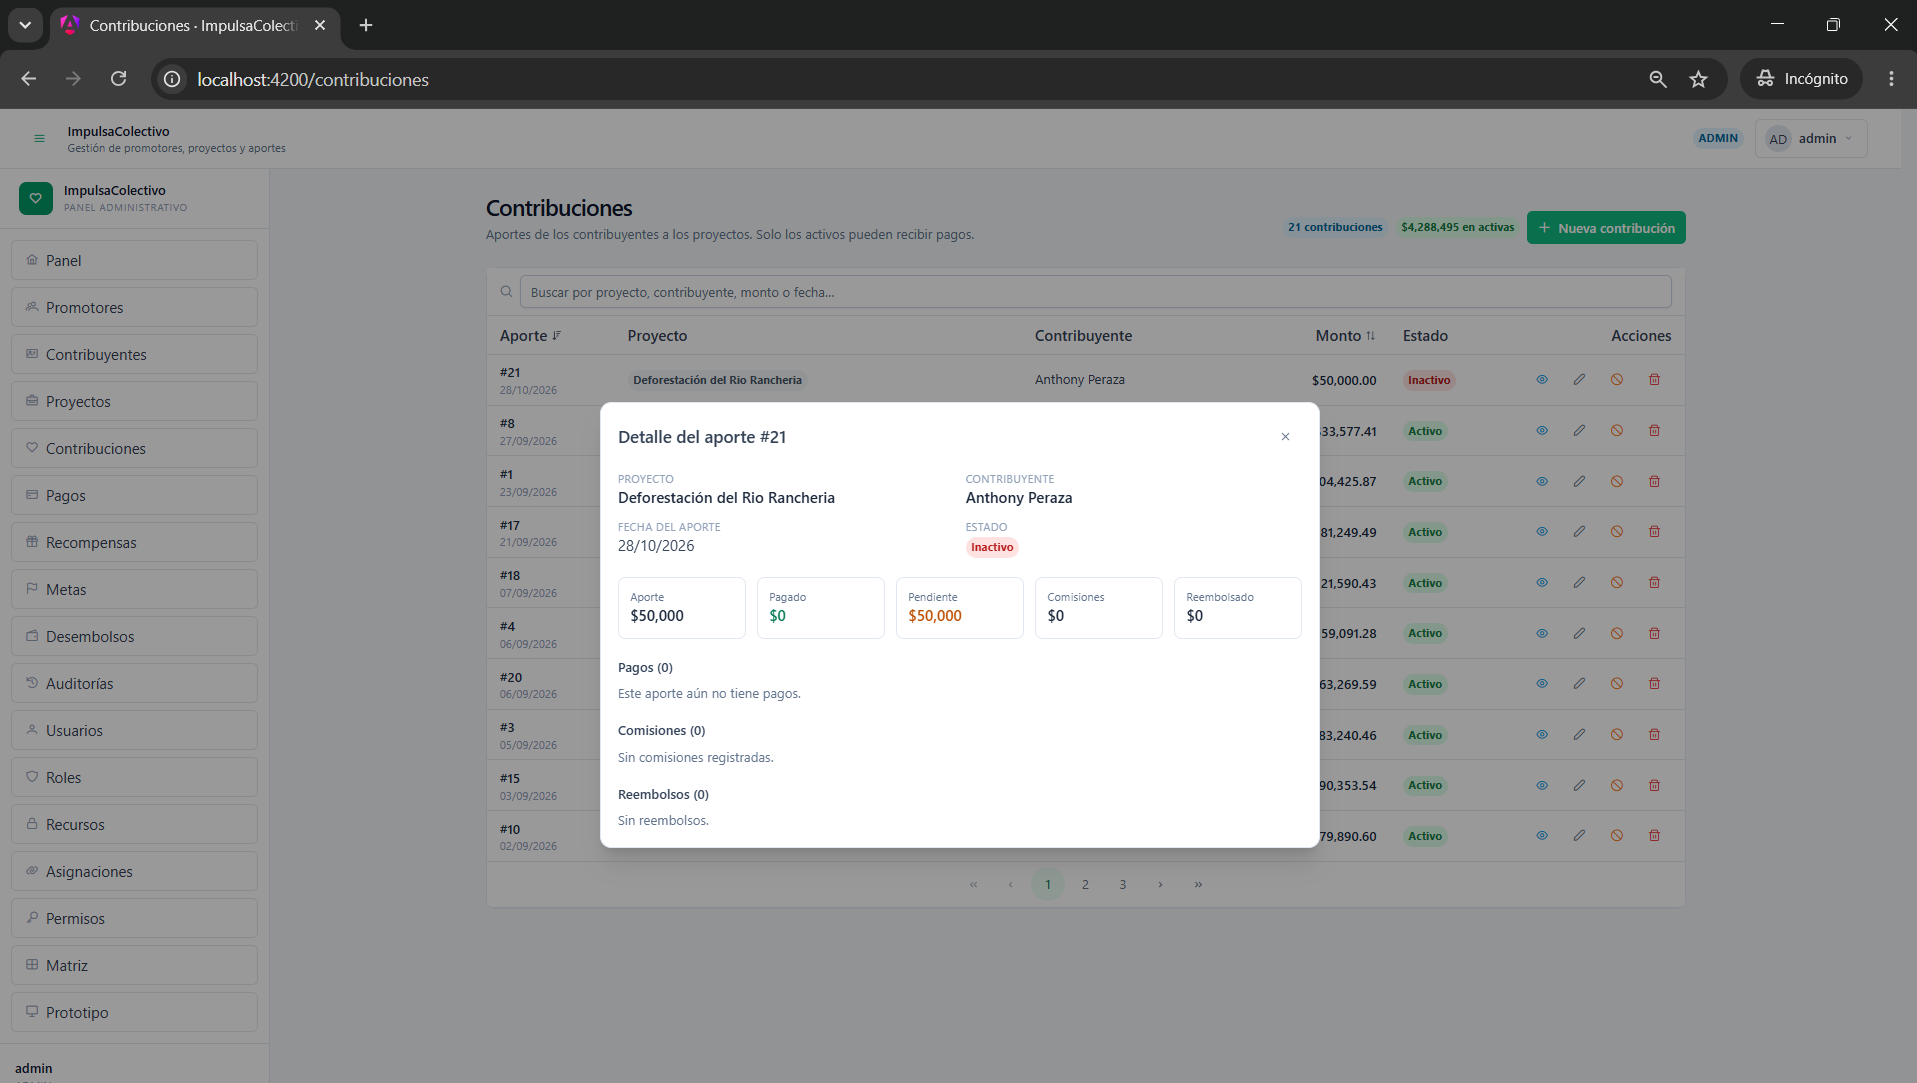 Contribuciones · ImpulsaColecti
localhost:4200/contribuciones
Incógnito
ImpulsaColectivo
Gestión de promotores, proyectos y aportes
ADMIN
AD admin
ImpulsaColectivo
PANEL ADMINISTRATIVO
Panel
Promotores
Contribuyentes
Proyectos
Contribuciones
Pagos
Recompensas
Metas
Desembolsos
Auditorías
Usuarios
Roles
Recursos
Asignaciones
Permisos
Matriz
Prototipo
admin
Contribuciones
Aportes de los contribuyentes a los proyectos. Solo los activos pueden recibir pagos.
21 contribuciones
$4,288,495 en activas
+ Nueva contribución
Buscar por proyecto, contribuyente, monto o fecha...
Aporte Proyecto Contribuyente Monto Estado Acciones
#21 Deforestación del Rio Rancheria Anthony Peraza $50,000.00 Inactivo
28/10/2026
#8 33,577.41 Activo
27/09/2026
#1 04,425.87 Activo
23/09/2026
#17 81,249.49 Activo
21/09/2026
#18 21,590.43 Activo
07/09/2026
#4 59,091.28 Activo
06/09/2026
#20 63,269.59 Activo
06/09/2026
#3 83,240.46 Activo
05/09/2026
#15 90,353.54 Activo
03/09/2026
#10 79,890.60 Activo
02/09/2026
« ‹ 1 2 3 › »
Detalle del aporte #21
PROYECTO
Deforestación del Rio Rancheria
CONTRIBUYENTE
Anthony Peraza
FECHA DEL APORTE
28/10/2026
ESTADO
Inactivo
Aporte
$50,000
Pagado
$0
Pendiente
$50,000
Comisiones
$0
Reembolsado
$0
Pagos (0)
Este aporte aún no tiene pagos.
Comisiones (0)
Sin comisiones registradas.
Reembolsos (0)
Sin reembolsos.